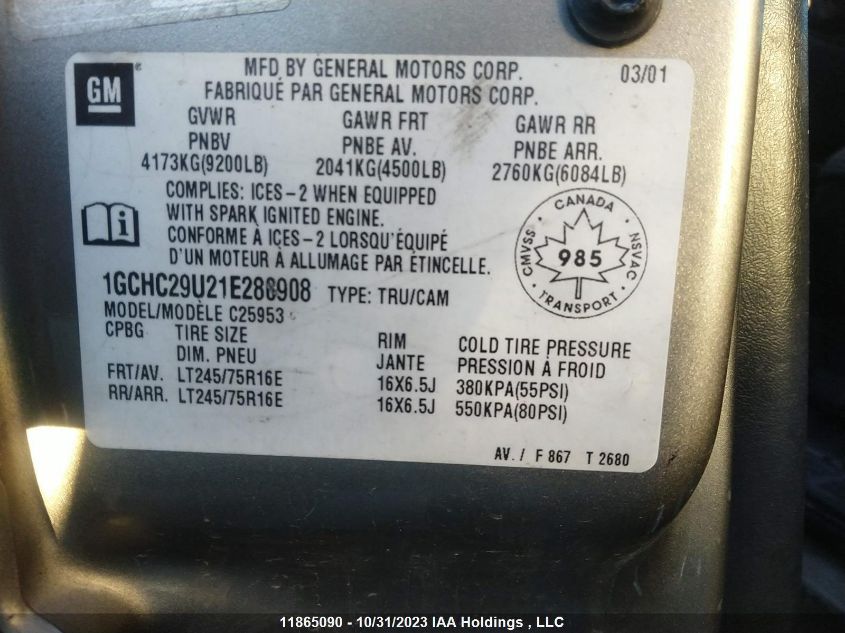 GM
MFD BY GENERAL MOTORS CORP. 03/01
FABRIQUÉ PAR GENERAL MOTORS CORP.
GVWR GAWR FRT GAWR RR
PNBV PNBE AV. PNBE ARR.
4173KG(9200LB) 2041KG(4500LB) 2760KG(6084LB)
COMPLIES: ICES-2 WHEN EQUIPPED
WITH SPARK IGNITED ENGINE.
CONFORME À ICES-2 LORSQU'ÉQUIPÉ
D'UN MOTEUR À ALLUMAGE PAR ÉTINCELLE.
CANADA
CMVSS 985 NSVAC
TRANSPORT
TYPE: TRU/CAM
MODEL/MODÈLE C25953
CPBG TIRE SIZE RIM COLD TIRE PRESSURE
DIM. PNEU JANTE PRESSION À FROID
FRT/AV. LT245/75R16E 16X6.5J 380KPA(55PSI)
RR/ARR. LT245/75R16E 16X6.5J 550KPA(80PSI)
AV./ F 867 T 2680
11865090 - 10/31/2023 IAA Holdings , LLC